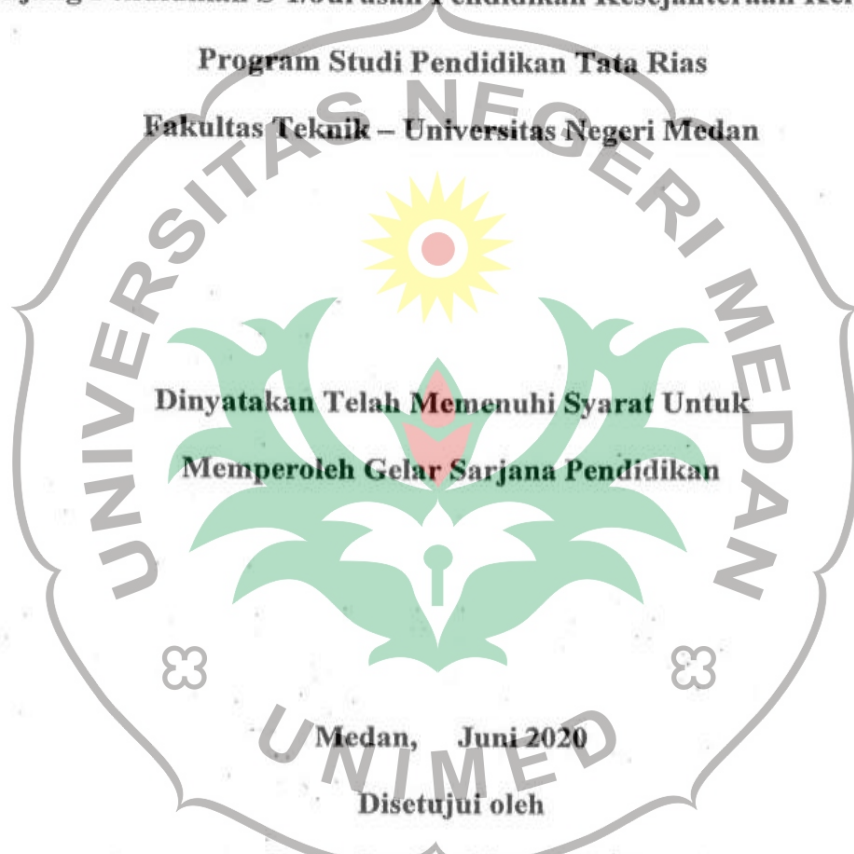 Program Studi Pendidikan Tata Rias
Fakultas Teknik – Universitas Negeri Medan
UNIVERSITAS NEGERI MEDAN
Dinyatakan Telah Memenuhi Syarat Untuk
Memperoleh Gelar Sarjana Pendidikan
Medan, Juni 2020
UNIMED
Disetujui oleh